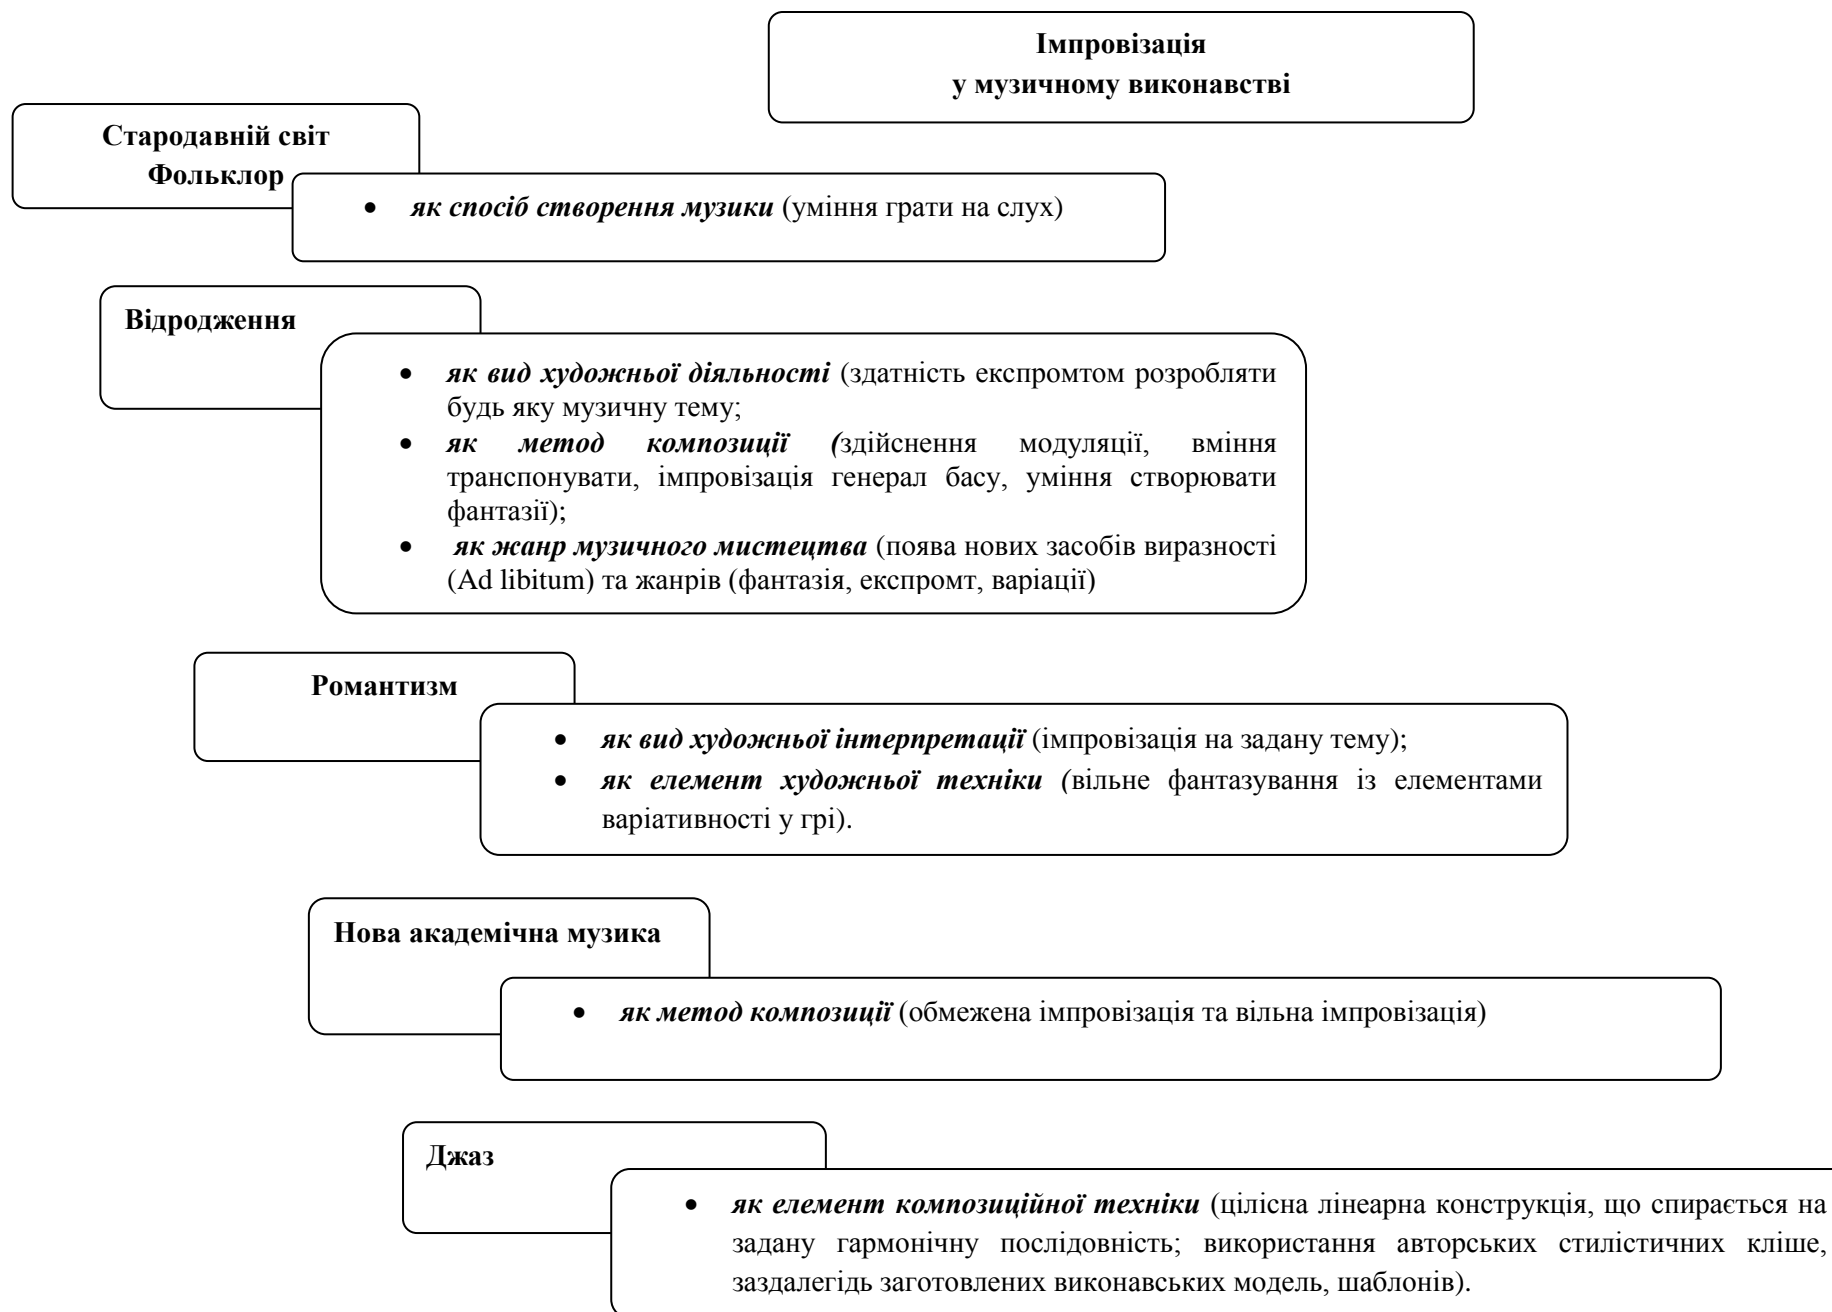 Імпровізація
у музичному виконавстві
Стародавній світ
Фольклор
• як спосіб створення музики (уміння грати на слух)
Відродження
• як вид художньої діяльності (здатність експромтом розробляти
будь яку музичну тему;
• як метод композиції (здійснення модуляції, вміння
транспонувати, імпровізація генерал басу, уміння створювати
фантазії);
• як жанр музичного мистецтва (поява нових засобів виразності
(Ad libitum) та жанрів (фантазія, експромт, варіації)
Романтизм
• як вид художньої інтерпретації (імпровізація на задану тему);
• як елемент художньої техніки (вільне фантазування із елементами
варіативності у грі).
Нова академічна музика
• як метод композиції (обмежена імпровізація та вільна імпровізація)
Джаз
• як елемент композиційної техніки (цілісна лінеарна конструкція, що спирається на
задану гармонічну послідовність; використання авторських стилістичних кліше,
заздалегідь заготовлених виконавських модель, шаблонів).